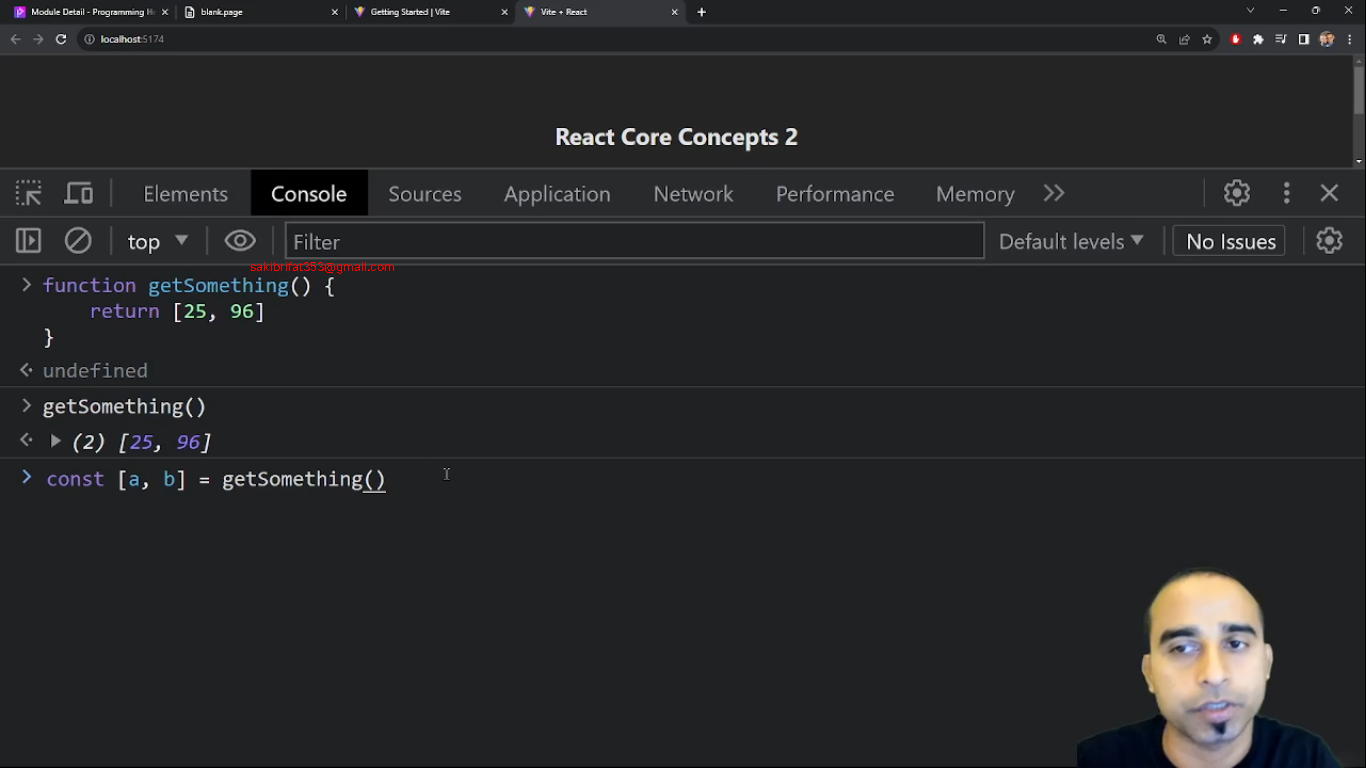 Module Detail - Programming H
blank.page
Getting Started | Vite
Vite + React
localhost:5174
React Core Concepts 2
Elements Console Sources Application Network Performance Memory
top Filter Default levels No Issues
sakibrifat353@gmail.com
function getSomething() {
return [25, 96]
}
undefined
getSomething()
(2) [25, 96]
const [a, b] = getSomething()